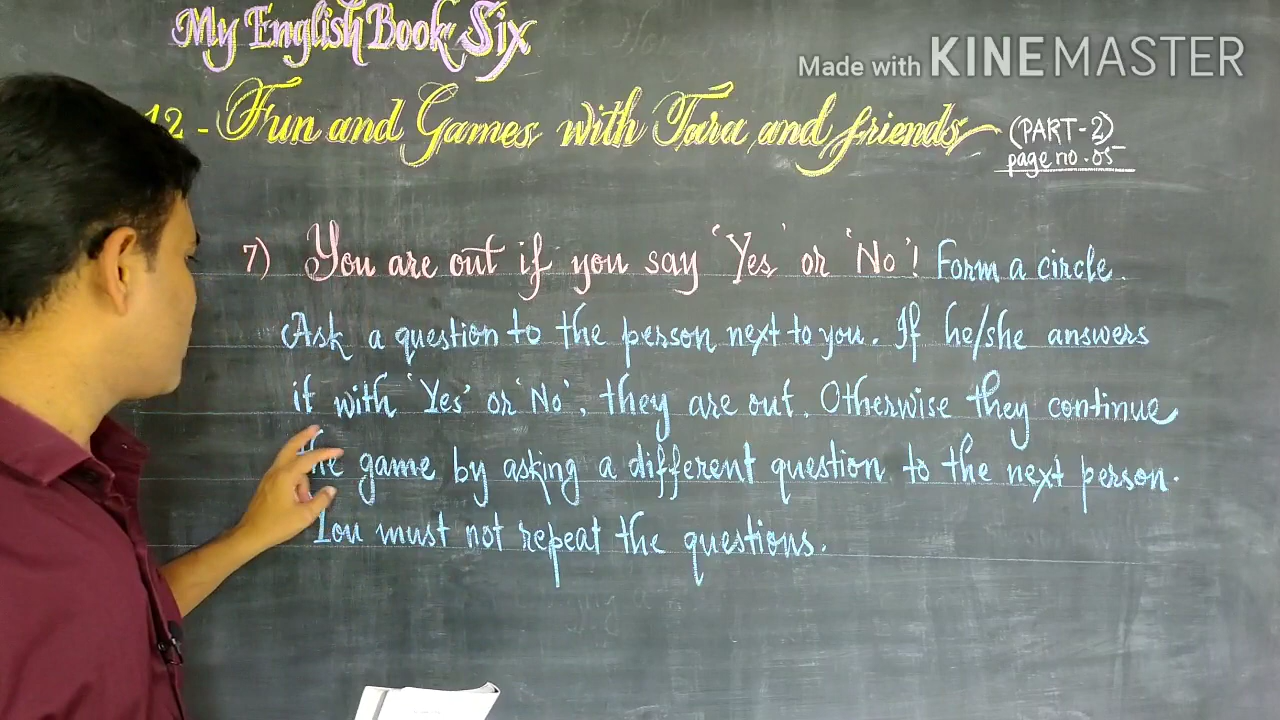 My English Book Six
Made with KINEMASTER
12 - Fun and Games with Tara and friends (PART-2)
page no. 05
7) You are out if you say 'Yes' or 'No'! Form a circle.
Ask a question to the person next to you. If he/she answers
it with 'Yes' or 'No', they are out. Otherwise they continue
the game by asking a different question to the next person.
You must not repeat the questions.